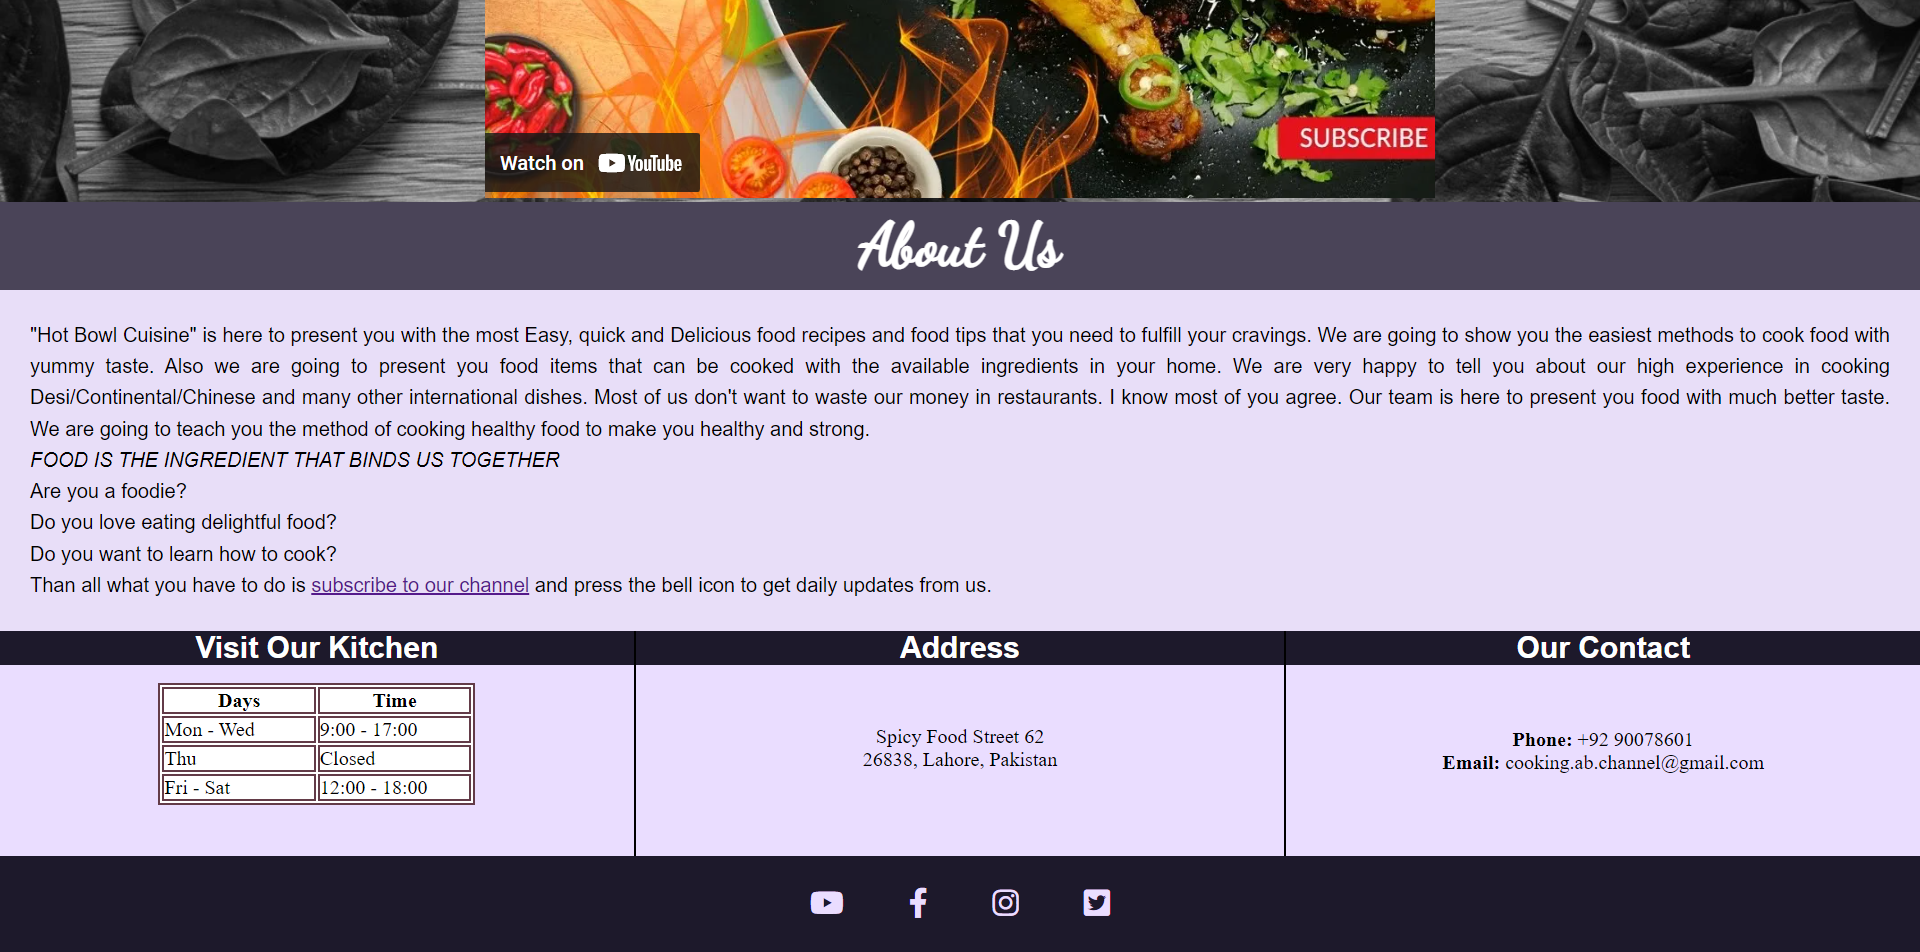 SUBSCRIBE
Watch on YouTube
About Us
"Hot Bowl Cuisine" is here to present you with the most Easy, quick and Delicious food recipes and food tips that you need to fulfill your cravings. We are going to show you the easiest methods to cook food with
yummy taste. Also we are going to present you food items that can be cooked with the available ingredients in your home. We are very happy to tell you about our high experience in cooking
Desi/Continental/Chinese and many other international dishes. Most of us don't want to waste our money in restaurants. I know most of you agree. Our team is here to present you food with much better taste.
We are going to teach you the method of cooking healthy food to make you healthy and strong.
FOOD IS THE INGREDIENT THAT BINDS US TOGETHER
Are you a foodie?
Do you love eating delightful food?
Do you want to learn how to cook?
Than all what you have to do is subscribe to our channel and press the bell icon to get daily updates from us.
Visit Our Kitchen
Days Time
Mon - Wed 9:00 - 17:00
Thu Closed
Fri - Sat 12:00 - 18:00
Address
Spicy Food Street 62
26838, Lahore, Pakistan
Our Contact
Phone: +92 90078601
Email: cooking.ab.channel@gmail.com